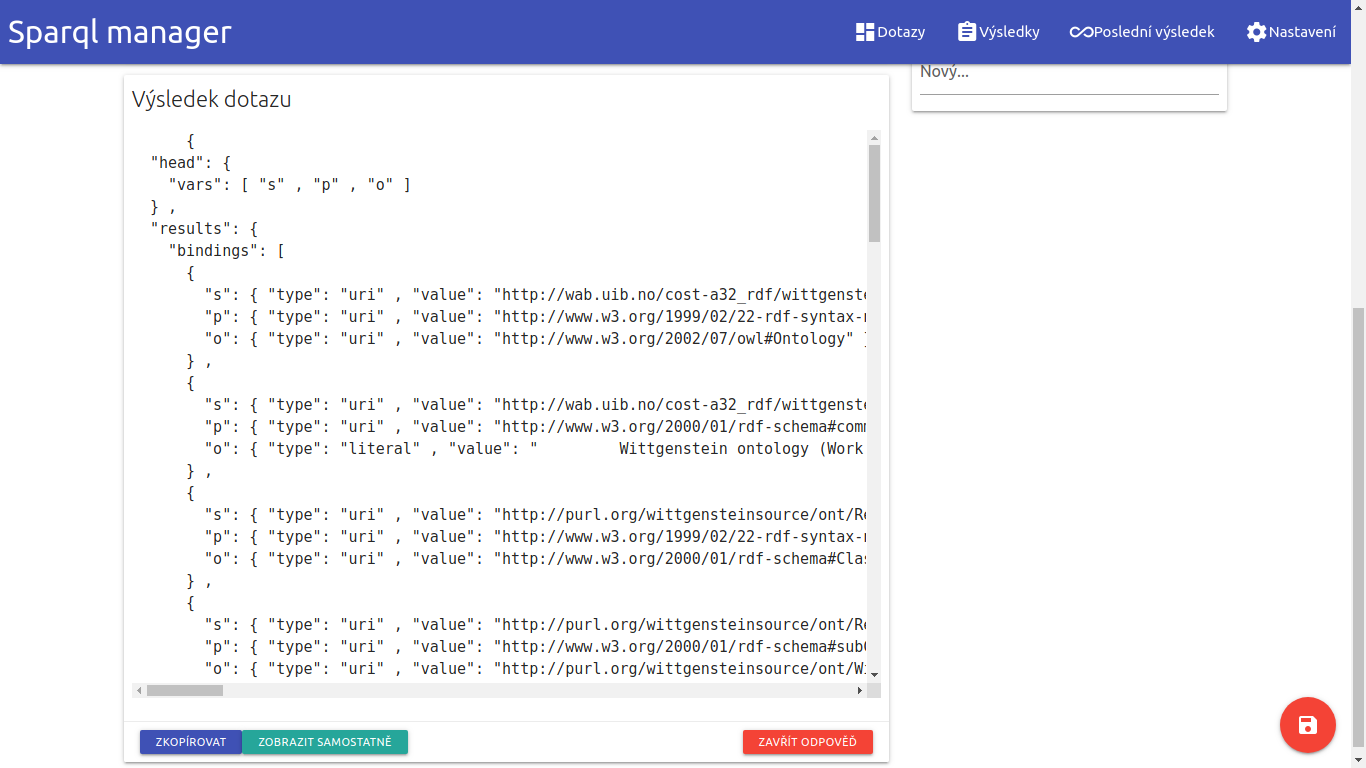 Sparql manager
Dotazy
Výsledky
Poslední výsledek
Nastavení
Nový...
Výsledek dotazu
{
"head": {
"vars": [ "s" , "p" , "o" ]
} ,
"results": {
"bindings": [
{
"s": { "type": "uri" , "value": "http://wab.uib.no/cost-a32_rdf/wittgenste
"p": { "type": "uri" , "value": "http://www.w3.org/1999/02/22-rdf-syntax-n
"o": { "type": "uri" , "value": "http://www.w3.org/2002/07/owl#Ontology" }
} ,
{
"s": { "type": "uri" , "value": "http://wab.uib.no/cost-a32_rdf/wittgenste
"p": { "type": "uri" , "value": "http://www.w3.org/2000/01/rdf-schema#comm
"o": { "type": "literal" , "value": " Wittgenstein ontology (Work
} ,
{
"s": { "type": "uri" , "value": "http://purl.org/wittgensteinsource/ont/Re
"p": { "type": "uri" , "value": "http://www.w3.org/1999/02/22-rdf-syntax-n
"o": { "type": "uri" , "value": "http://www.w3.org/2000/01/rdf-schema#Clas
} ,
{
"s": { "type": "uri" , "value": "http://purl.org/wittgensteinsource/ont/Re
"p": { "type": "uri" , "value": "http://www.w3.org/2000/01/rdf-schema#subC
"o": { "type": "uri" , "value": "http://purl.org/wittgensteinsource/ont/Wi
ZKOPÍROVAT
ZOBRAZIT SAMOSTATNĚ
ZAVŘÍT ODPOVĚĎ